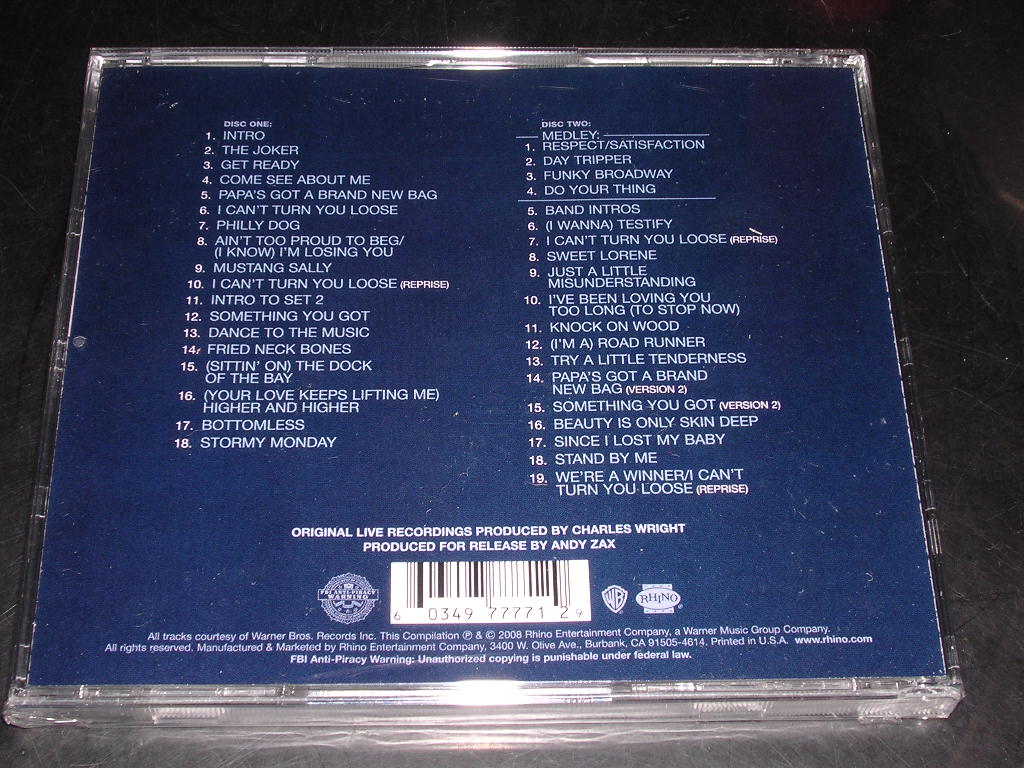 DISC ONE:
1. INTRO
2. THE JOKER
3. GET READY
4. COME SEE ABOUT ME
5. PAPA'S GOT A BRAND NEW BAG
6. I CAN'T TURN YOU LOOSE
7. PHILLY DOG
8. AIN'T TOO PROUD TO BEG/
(I KNOW) I'M LOSING YOU
9. MUSTANG SALLY
10. I CAN'T TURN YOU LOOSE (REPRISE)
11. INTRO TO SET 2
12. SOMETHING YOU GOT
13. DANCE TO THE MUSIC
14. FRIED NECK BONES
15. (SITTIN' ON) THE DOCK
OF THE BAY
16. (YOUR LOVE KEEPS LIFTING ME)
HIGHER AND HIGHER
17. BOTTOMLESS
18. STORMY MONDAY
DISC TWO:
MEDLEY:
1. RESPECT/SATISFACTION
2. DAY TRIPPER
3. FUNKY BROADWAY
4. DO YOUR THING
5. BAND INTROS
6. (I WANNA) TESTIFY
7. I CAN'T TURN YOU LOOSE (REPRISE)
8. SWEET LORENE
9. JUST A LITTLE
MISUNDERSTANDING
10. I'VE BEEN LOVING YOU
TOO LONG (TO STOP NOW)
11. KNOCK ON WOOD
12. (I'M A) ROAD RUNNER
13. TRY A LITTLE TENDERNESS
14. PAPA'S GOT A BRAND
NEW BAG (VERSION 2)
15. SOMETHING YOU GOT (VERSION 2)
16. BEAUTY IS ONLY SKIN DEEP
17. SINCE I LOST MY BABY
18. STAND BY ME
19. WE'RE A WINNER/I CAN'T
TURN YOU LOOSE (REPRISE)
ORIGINAL LIVE RECORDINGS PRODUCED BY CHARLES WRIGHT
PRODUCED FOR RELEASE BY ANDY ZAX
FBI ANTI-PIRACY
WARNING
6 0349 77771 2 9
WB
RHINO
All tracks courtesy of Warner Bros. Records Inc. This Compilation ℗ & © 2008 Rhino Entertainment Company, a Warner Music Group Company.
All rights reserved. Manufactured & Marketed by Rhino Entertainment Company, 3400 W. Olive Ave., Burbank, CA 91505-4614. Printed in U.S.A. www.rhino.com
FBI Anti-Piracy Warning: Unauthorized copying is punishable under federal law.